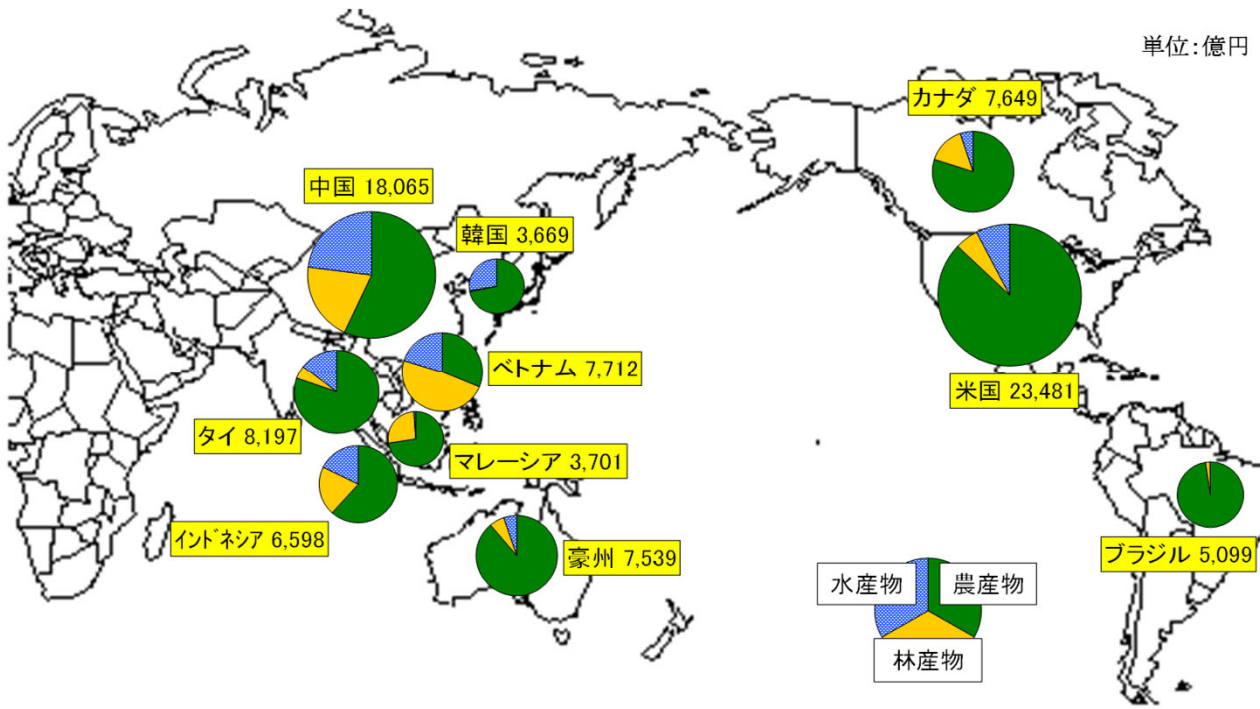 単位：億円
カナダ 7,649
中国 18,065
韓国 3,669
ベトナム 7,712
米国 23,481
タイ 8,197
マレーシア 3,701
インドネシア 6,598
豪州 7,539
ブラジル 5,099
水産物
農産物
林産物